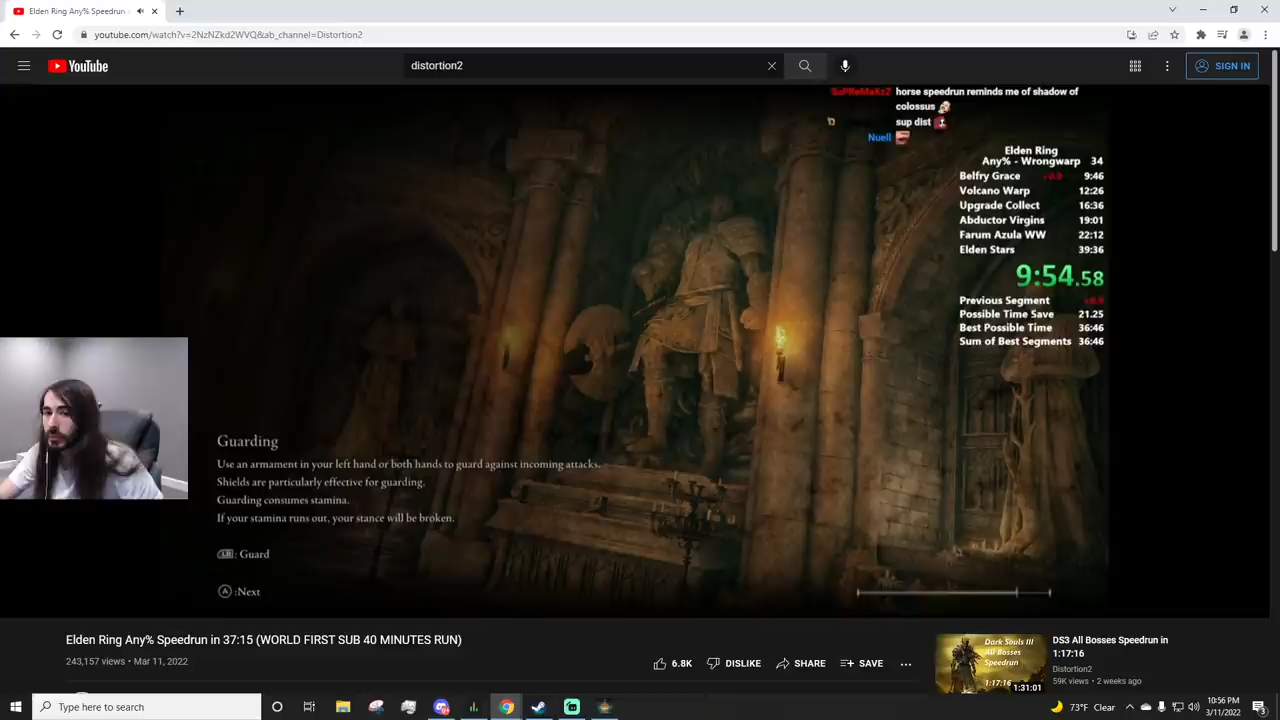 Elden Ring Any% Speedrun
youtube.com/watch?v=2NzNZkd2WVQ&ab_channel=Distortion2
YouTube
distortion2
SIGN IN
horse speedrun reminds me of shadow of
colossus
sup dist
Nuell
Elden Ring
Any% - Wrongwarp 34
Belfry Grace 9:46
Volcano Warp 12:26
Upgrade Collect 16:36
Abductor Virgins 19:01
Farum Azula WW 22:12
Elden Stars 39:36
9:54.58
Previous Segment
Possible Time Save 21.25
Best Possible Time 36:46
Sum of Best Segments 36:46
Guarding
Use an armament in your left hand or both hands to guard against incoming attacks.
Shields are particularly effective for guarding.
Guarding consumes stamina.
If your stamina runs out, your stance will be broken.
LB: Guard
A:Next
Elden Ring Any% Speedrun in 37:15 (WORLD FIRST SUB 40 MINUTES RUN)
243,157 views • Mar 11, 2022
6.8K DISLIKE SHARE SAVE
Dark Souls III
All Bosses
Speedrun
1:17:16
1:31:01
DS3 All Bosses Speedrun in
1:17:16
Distortion2
59K views • 2 weeks ago
Type here to search
73°F Clear
10:56 PM
3/11/2022
3